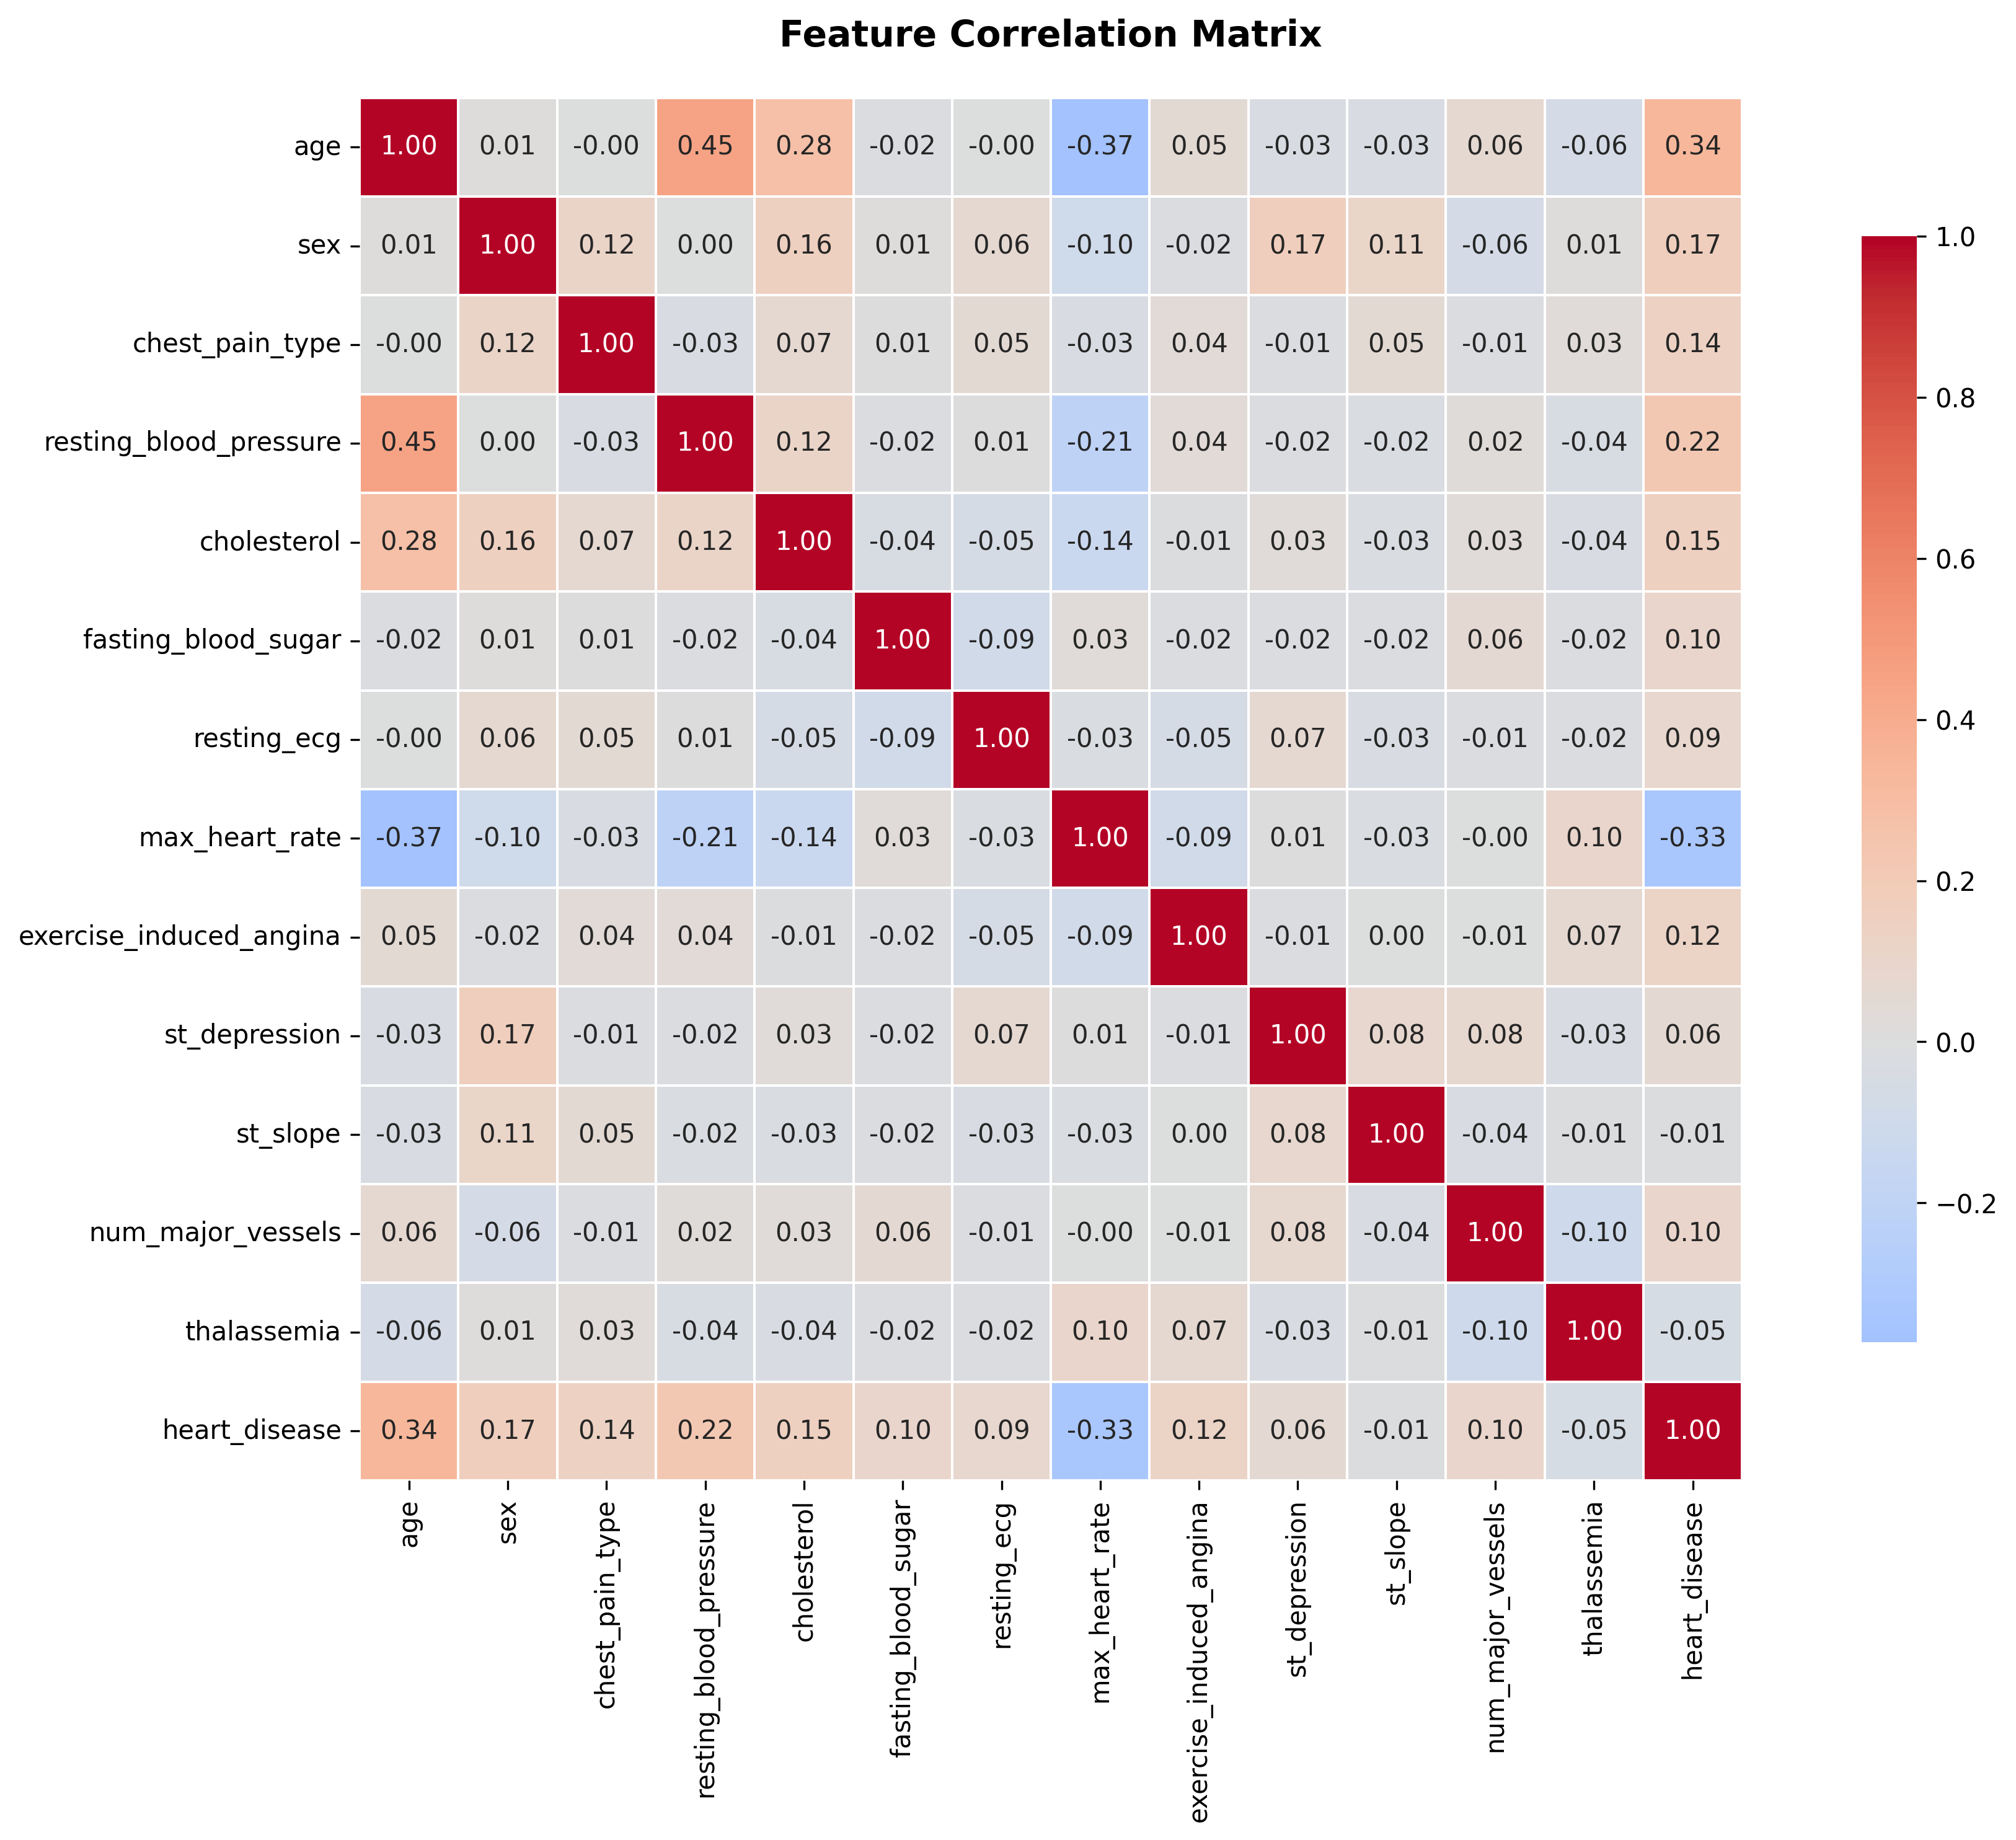 Feature Correlation Matrix
age 1.00 0.01 -0.00 0.45 0.28 -0.02 -0.00 -0.37 0.05 -0.03 -0.03 0.06 -0.06 0.34
sex 0.01 1.00 0.12 0.00 0.16 0.01 0.06 -0.10 -0.02 0.17 0.11 -0.06 0.01 0.17
chest_pain_type -0.00 0.12 1.00 -0.03 0.07 0.01 0.05 -0.03 0.04 -0.01 0.05 -0.01 0.03 0.14
resting_blood_pressure 0.45 0.00 -0.03 1.00 0.12 -0.02 0.01 -0.21 0.04 -0.02 -0.02 0.02 -0.04 0.22
cholesterol 0.28 0.16 0.07 0.12 1.00 -0.04 -0.05 -0.14 -0.01 0.03 -0.03 0.03 -0.04 0.15
fasting_blood_sugar -0.02 0.01 0.01 -0.02 -0.04 1.00 -0.09 0.03 -0.02 -0.02 -0.02 0.06 -0.02 0.10
resting_ecg -0.00 0.06 0.05 0.01 -0.05 -0.09 1.00 -0.03 -0.05 0.07 -0.03 -0.01 -0.02 0.09
max_heart_rate -0.37 -0.10 -0.03 -0.21 -0.14 0.03 -0.03 1.00 -0.09 0.01 -0.03 -0.00 0.10 -0.33
exercise_induced_angina 0.05 -0.02 0.04 0.04 -0.01 -0.02 -0.05 -0.09 1.00 -0.01 0.00 -0.01 0.07 0.12
st_depression -0.03 0.17 -0.01 -0.02 0.03 -0.02 0.07 0.01 -0.01 1.00 0.08 0.08 -0.03 0.06
st_slope -0.03 0.11 0.05 -0.02 -0.03 -0.02 -0.03 -0.03 0.00 0.08 1.00 -0.04 -0.01 -0.01
num_major_vessels 0.06 -0.06 -0.01 0.02 0.03 0.06 -0.01 -0.00 -0.01 0.08 -0.04 1.00 -0.10 0.10
thalassemia -0.06 0.01 0.03 -0.04 -0.04 -0.02 -0.02 0.10 0.07 -0.03 -0.01 -0.10 1.00 -0.05
heart_disease 0.34 0.17 0.14 0.22 0.15 0.10 0.09 -0.33 0.12 0.06 -0.01 0.10 -0.05 1.00
age
sex
chest_pain_type
resting_blood_pressure
cholesterol
fasting_blood_sugar
resting_ecg
max_heart_rate
exercise_induced_angina
st_depression
st_slope
num_major_vessels
thalassemia
heart_disease
1.0
0.8
0.6
0.4
0.2
0.0
−0.2